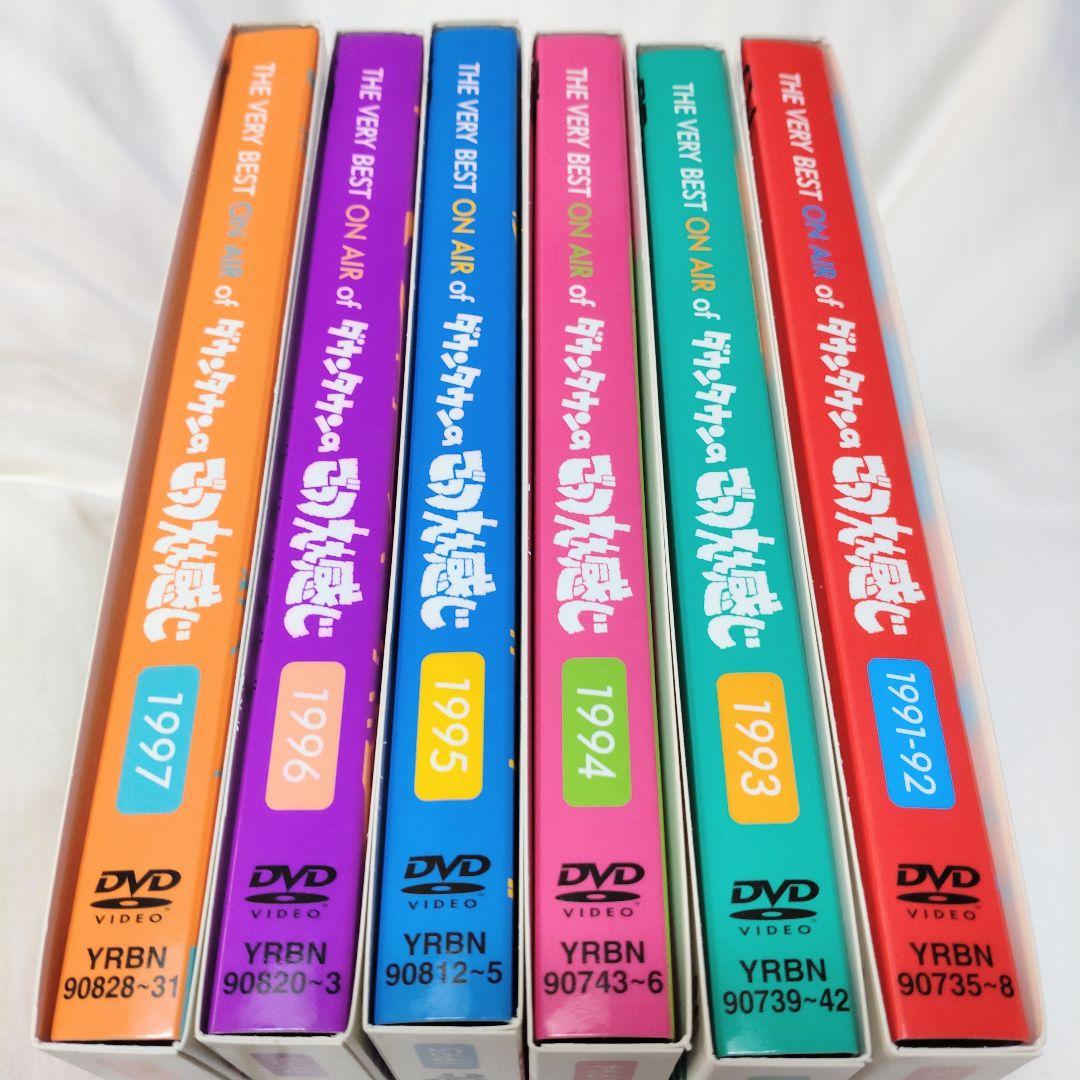 THE VERY BEST ON AIR of ダウンタウンのごっつええ感じ
1997
DVD
VIDEO
YRBN
90828~31
THE VERY BEST ON AIR of ダウンタウンのごっつええ感じ
1996
DVD
VIDEO
YRBN
90820~3
THE VERY BEST ON AIR of ダウンタウンのごっつええ感じ
1995
DVD
VIDEO
YRBN
90812~5
THE VERY BEST ON AIR of ダウンタウンのごっつええ感じ
1994
DVD
VIDEO
YRBN
90743~6
THE VERY BEST ON AIR of ダウンタウンのごっつええ感じ
1993
DVD
VIDEO
YRBN
90739~42
THE VERY BEST ON AIR of ダウンタウンのごっつええ感じ
1991-92
DVD
VIDEO
YRBN
90735~8